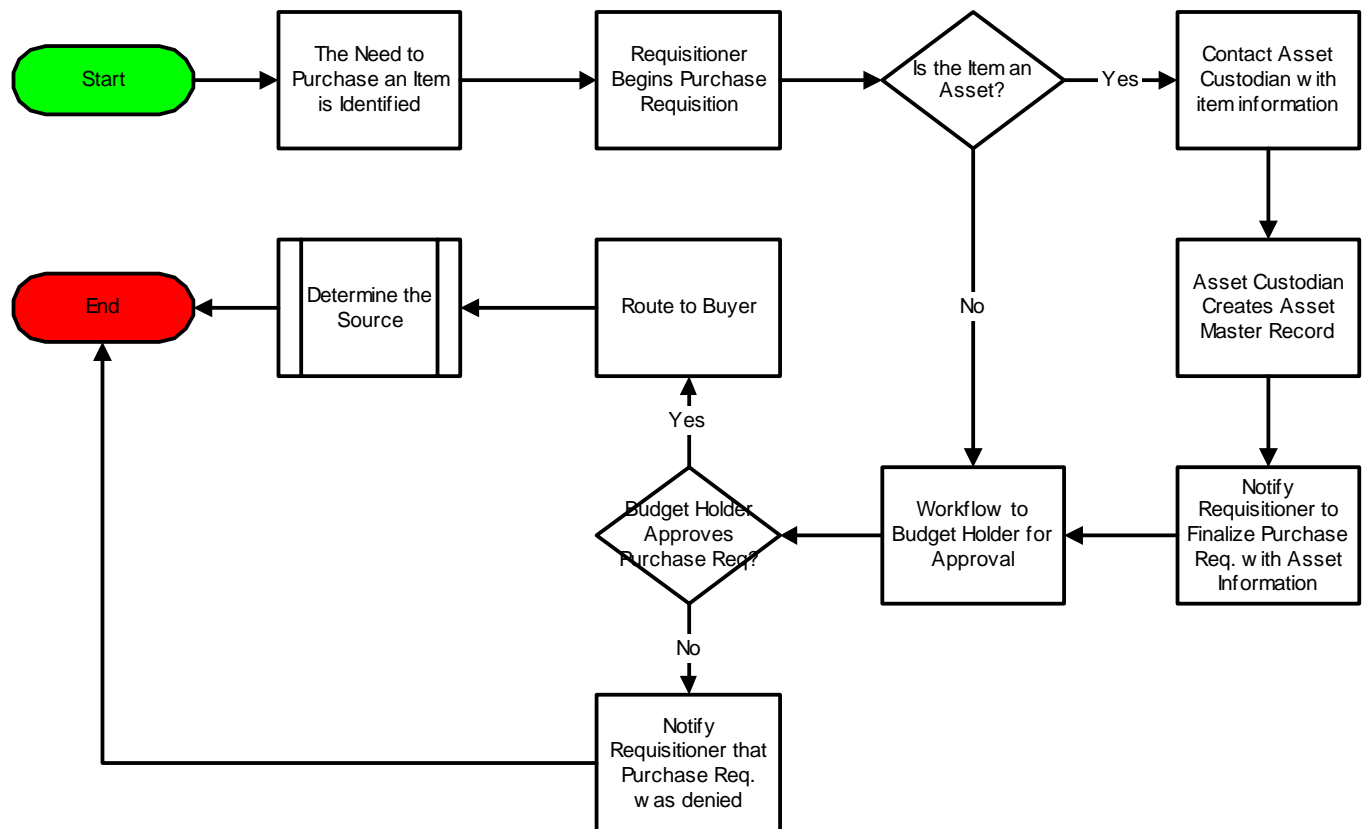 Start
The Need to
Purchase an Item
is Identified
Requisitioner
Begins Purchase
Requisition
Is the Item an
Asset?
Yes
Contact Asset
Custodian with
item information
No
End
Determine the
Source
Route to Buyer
Asset Custodian
Creates Asset
Master Record
Yes
Budget Holder
Approves
Purchase Req?
Workflow to
Budget Holder for
Approval
Notify
Requisitioner to
Finalize Purchase
Req. with Asset
Information
No
Notify
Requisitioner that
Purchase Req.
was denied